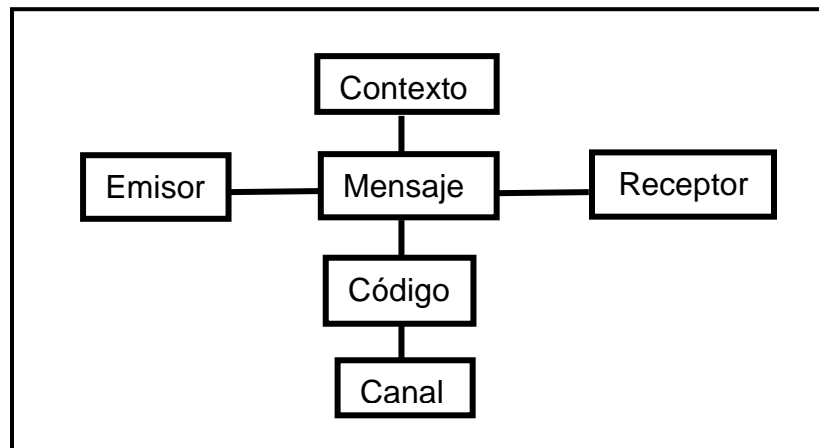 Contexto
Emisor
Mensaje
Receptor
Código
Canal